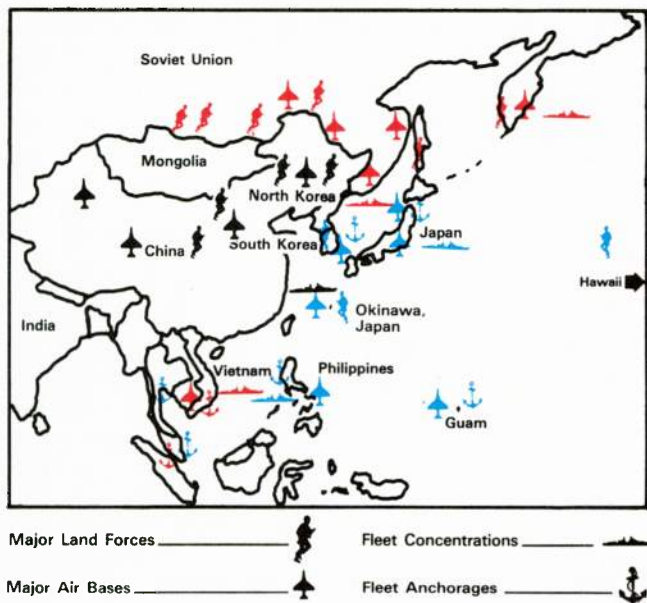 Soviet Union
Mongolia
North Korea
South Korea
China
Japan
Hawaii
Okinawa,
Japan
India
Vietnam
Philippines
Guam
Major Land Forces
Fleet Concentrations
Major Air Bases
Fleet Anchorages